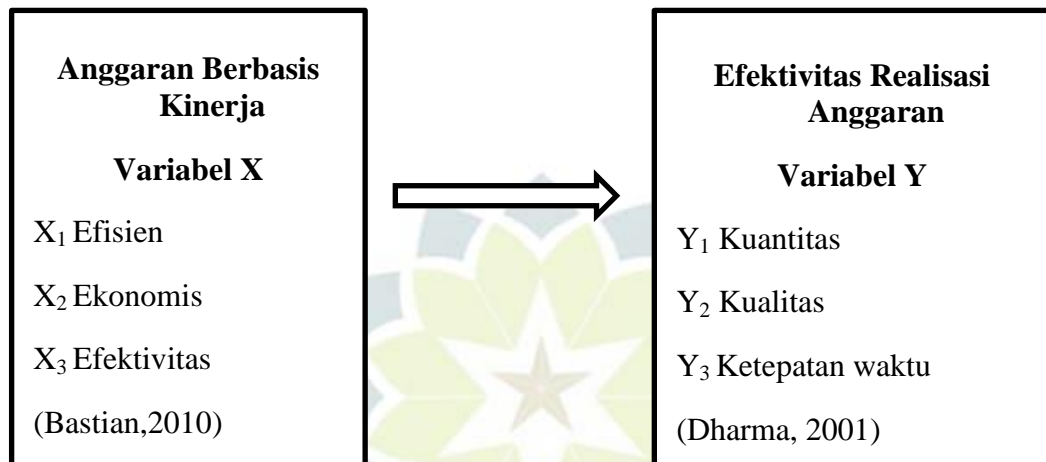 Anggaran Berbasis
Kinerja
Variabel X
X₁ Efisien
X₂ Ekonomis
X₃ Efektivitas
(Bastian,2010)
Efektivitas Realisasi
Anggaran
Variabel Y
Y₁ Kuantitas
Y₂ Kualitas
Y₃ Ketepatan waktu
(Dharma, 2001)